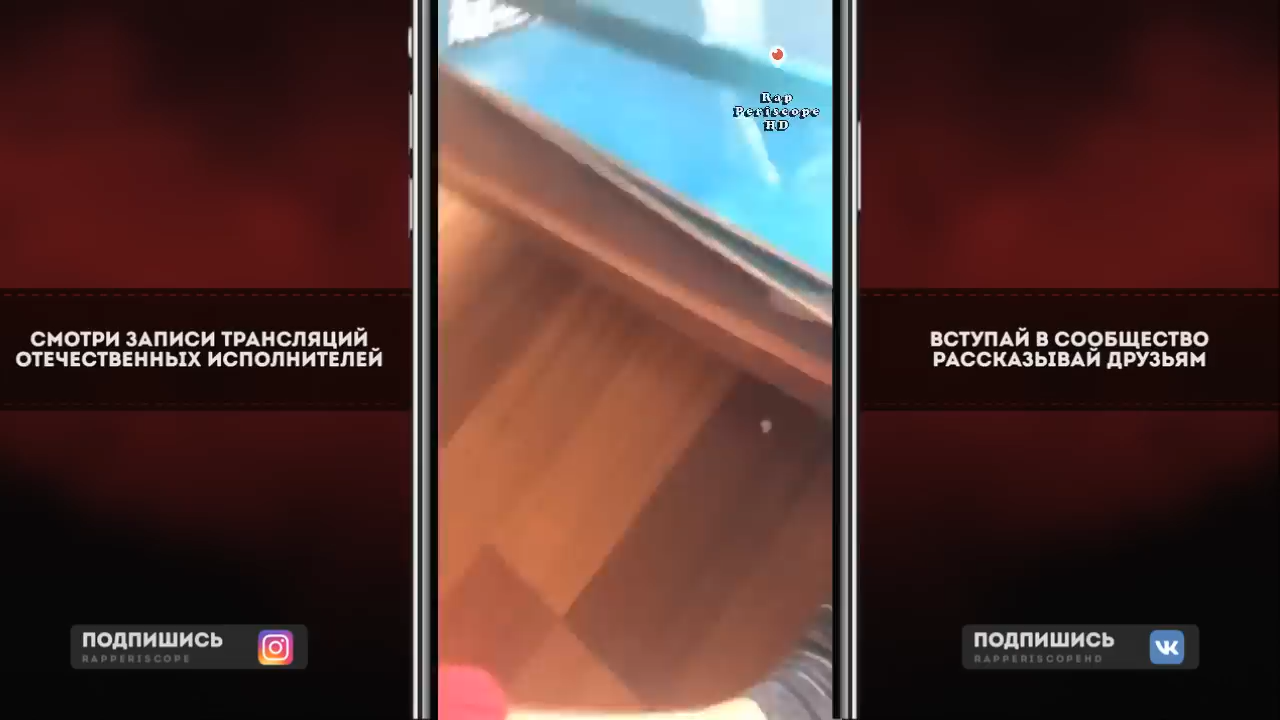 Rap
Periscope
HD
СМОТРИ ЗАПИСИ ТРАНСЛЯЦИЙ
ОТЕЧЕСТВЕННЫХ ИСПОЛНИТЕЛЕЙ
ВСТУПАЙ В СООБЩЕСТВО
РАССКАЗЫВАЙ ДРУЗЬЯМ
ПОДПИШИСЬ
RAPPERISCOPE
ПОДПИШИСЬ
RAPPERISCOPEHD